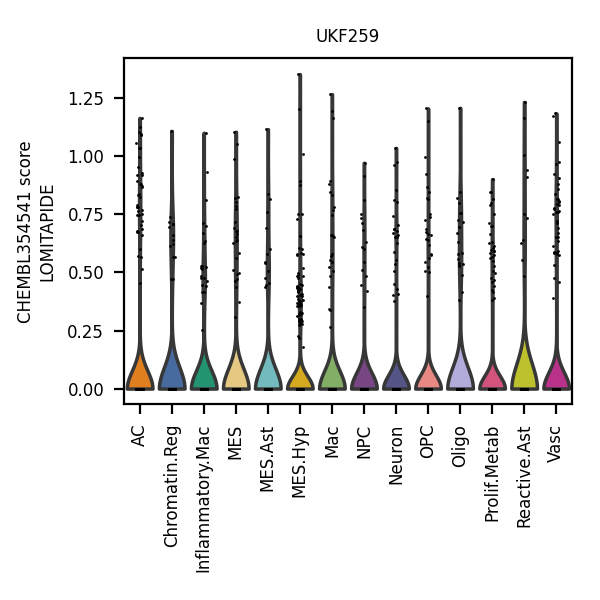 UKF259
CHEMBL354541 score
LOMITAPIDE
1.25
1.00
0.75
0.50
0.25
0.00
AC
Chromatin.Reg
Inflammatory.Mac
MES
MES.Ast
MES.Hyp
Mac
NPC
Neuron
OPC
Oligo
Prolif.Metab
Reactive.Ast
Vasc